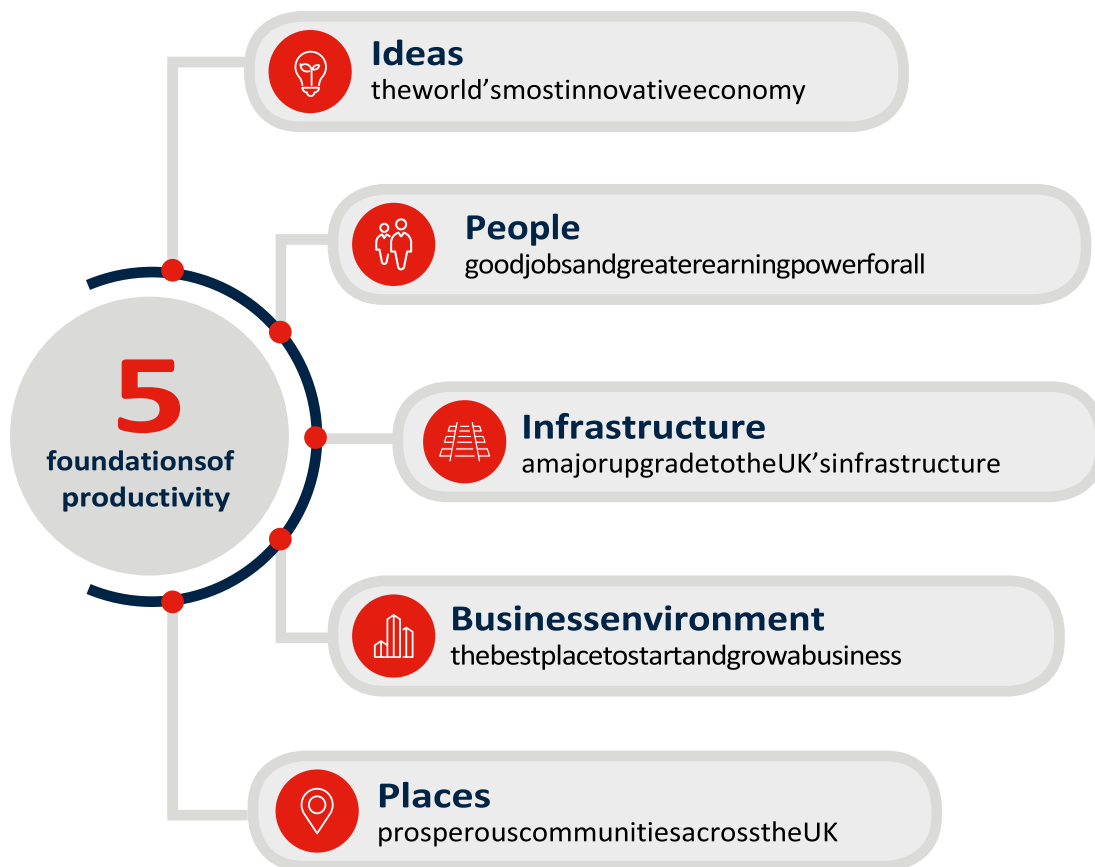 Ideas
theworld’smostinnovativeeconomy
People
goodjobsandgreaterearningpowerforall
5
foundationsof
productivity
Infrastructure
amajorupgradetotheUK’sinfrastructure
Businessenvironment
thebestplacetostartandgrowabusiness
Places
prosperouscommunitiesacrosstheUK